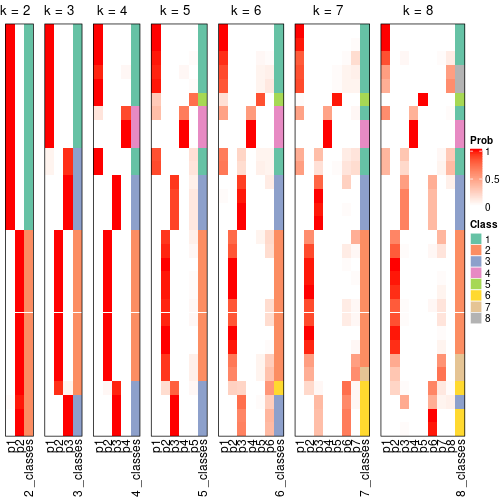 k = 2 k = 3 k = 4 k = 5 k = 6 k = 7 k = 8
Prob
1
0.5
0
Class
1
2
3
4
5
6
7
8
p1 p2 2_classes
p1 p2 p3 3_classes
p1 p2 p3 p4 4_classes
p1 p2 p3 p4 p5 5_classes
p1 p2 p3 p4 p5 p6 6_classes
p1 p2 p3 p4 p5 p6 p7 7_classes
p1 p2 p3 p4 p5 p6 p7 p8 8_classes